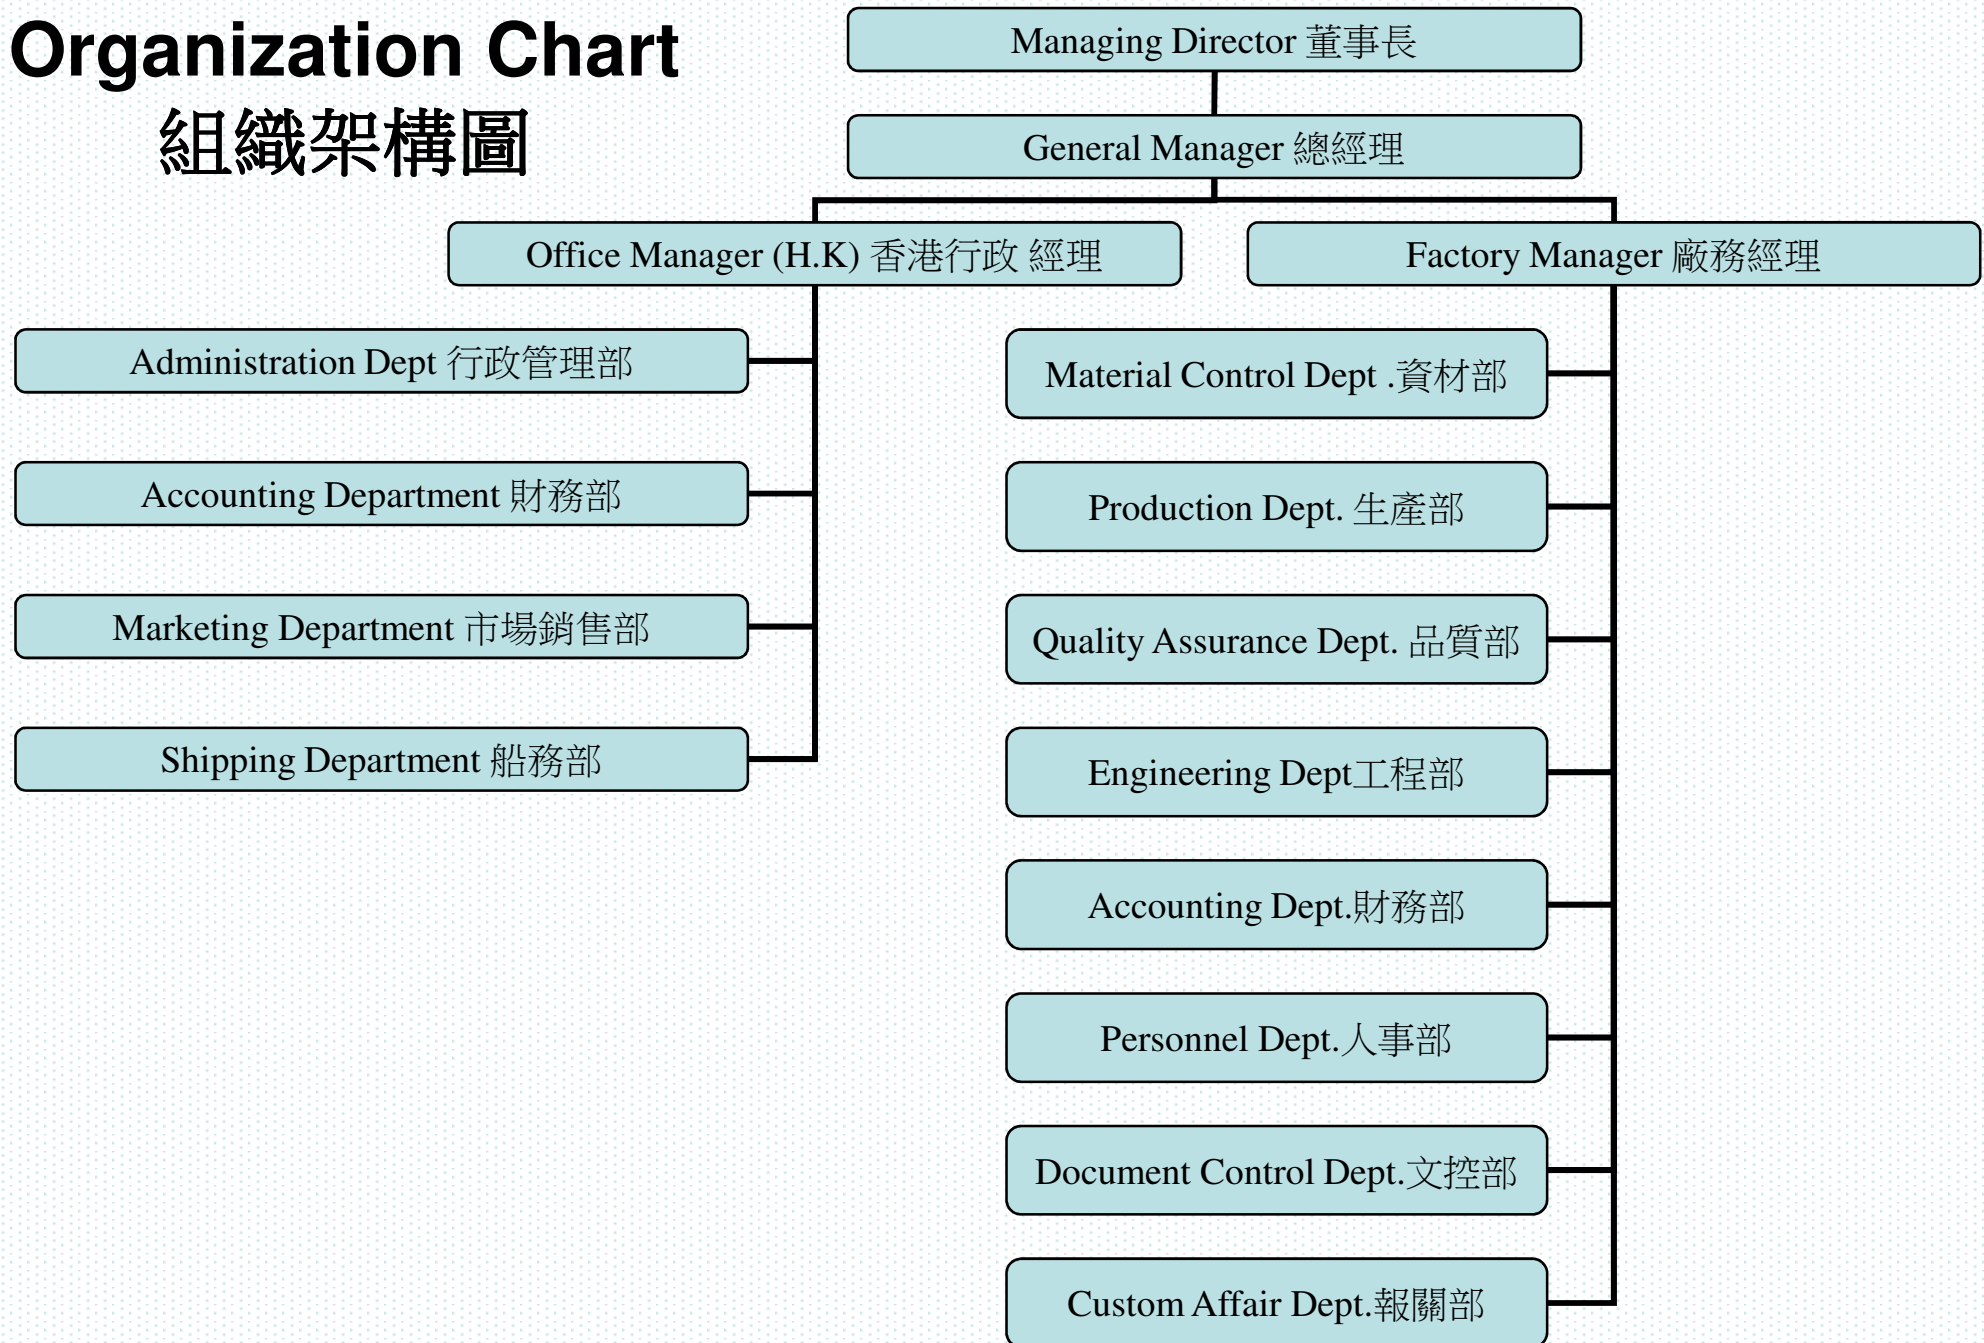 Organization Chart
組織架構圖
Managing Director 董事長
General Manager 總經理
Office Manager (H.K) 香港行政 經理
Factory Manager 廠務經理
Administration Dept 行政管理部
Accounting Department 財務部
Marketing Department 市場銷售部
Shipping Department 船務部
Material Control Dept .資材部
Production Dept. 生產部
Quality Assurance Dept. 品質部
Engineering Dept工程部
Accounting Dept.財務部
Personnel Dept.人事部
Document Control Dept.文控部
Custom Affair Dept.報關部